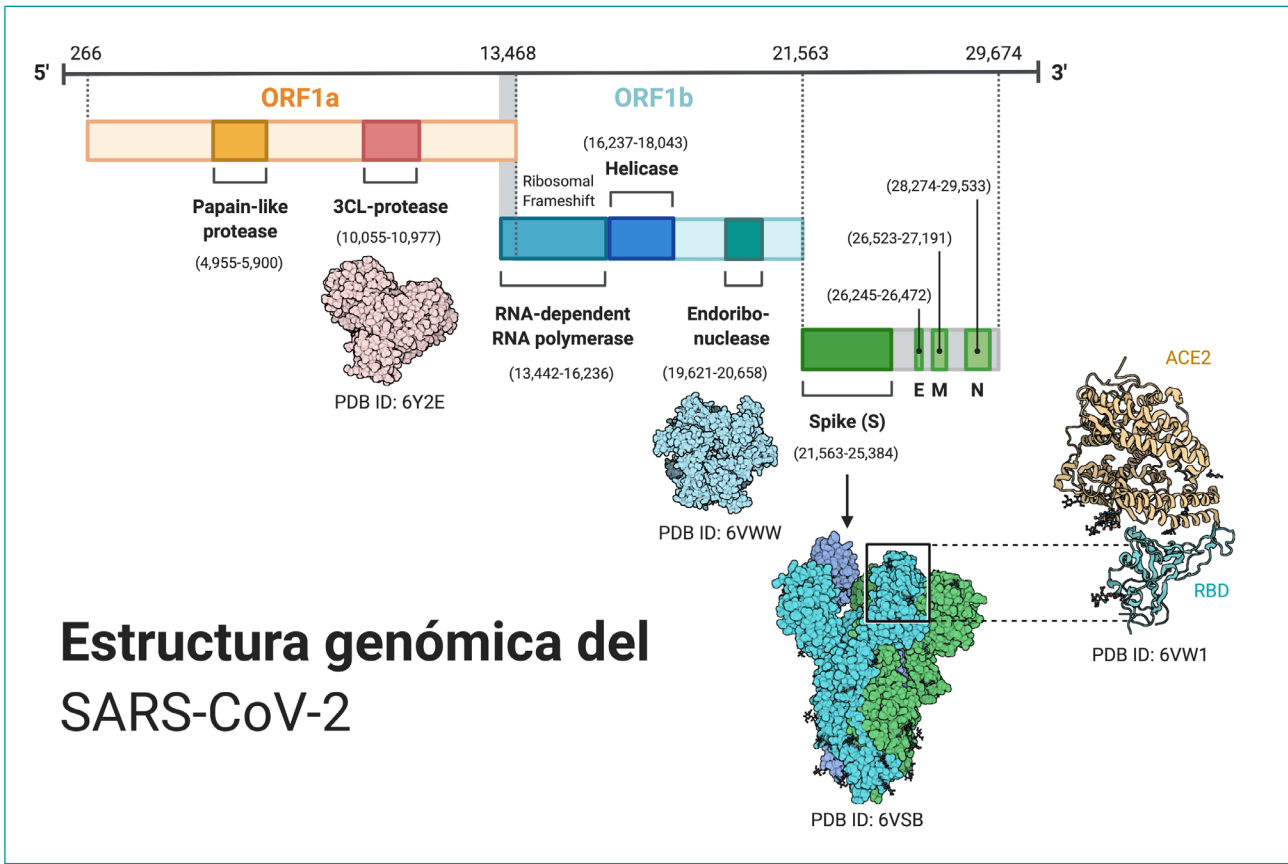 266
13,468
21,563
29,674
5'
3'
ORF1a
ORF1b
(16,237-18,043)
Helicase
Ribosomal
Frameshift
(28,274-29,533)
(26,523-27,191)
(26,245-26,472)
Papain-like
protease
(4,955-5,900)
3CL-protease
(10,055-10,977)
PDB ID: 6Y2E
RNA-dependent
RNA polymerase
(13,442-16,236)
Endoribo-
nuclease
(19,621-20,658)
PDB ID: 6VWW
E
M
N
Spike (S)
(21,563-25,384)
ACE2
RBD
PDB ID: 6VW1
PDB ID: 6VSB
Estructura genómica del
SARS-CoV-2